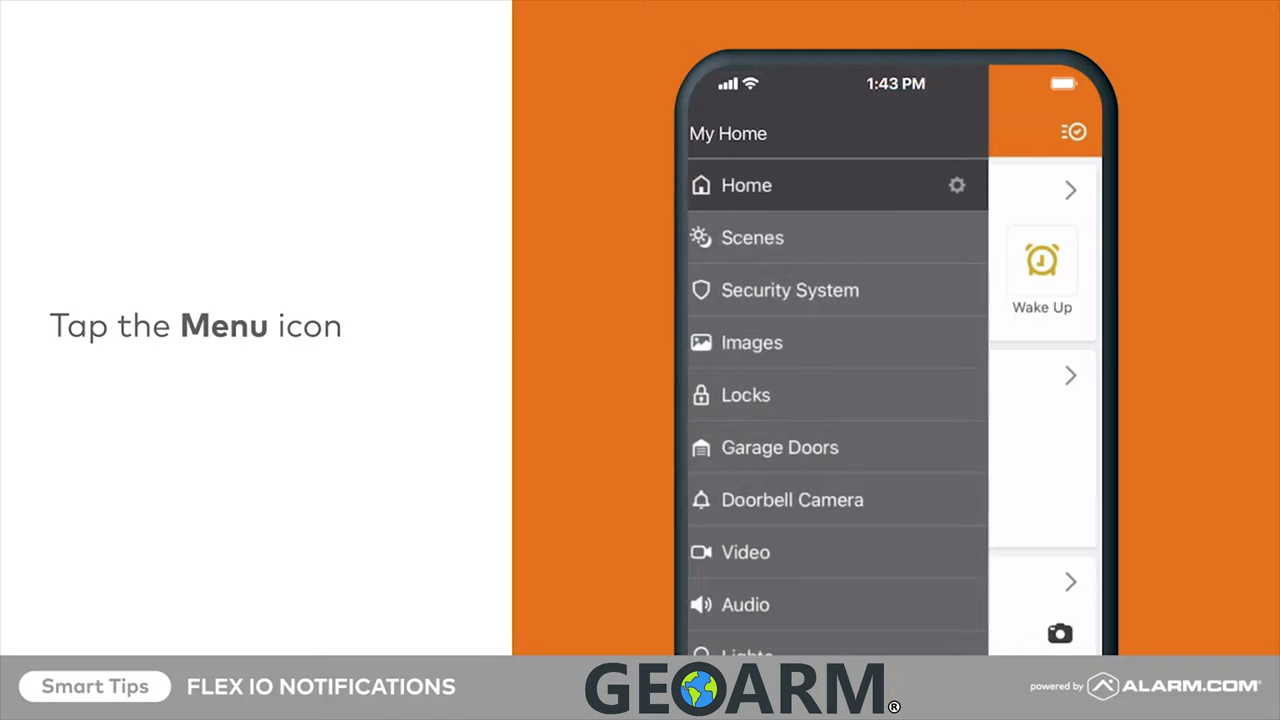 Tap the Menu icon
1:43 PM
My Home
Home
Scenes
Security System
Images
Locks
Garage Doors
Doorbell Camera
Video
Audio
Lights
Wake Up
Smart Tips
FLEX IO NOTIFICATIONS
GEOARM®
powered by ALARM.COM®